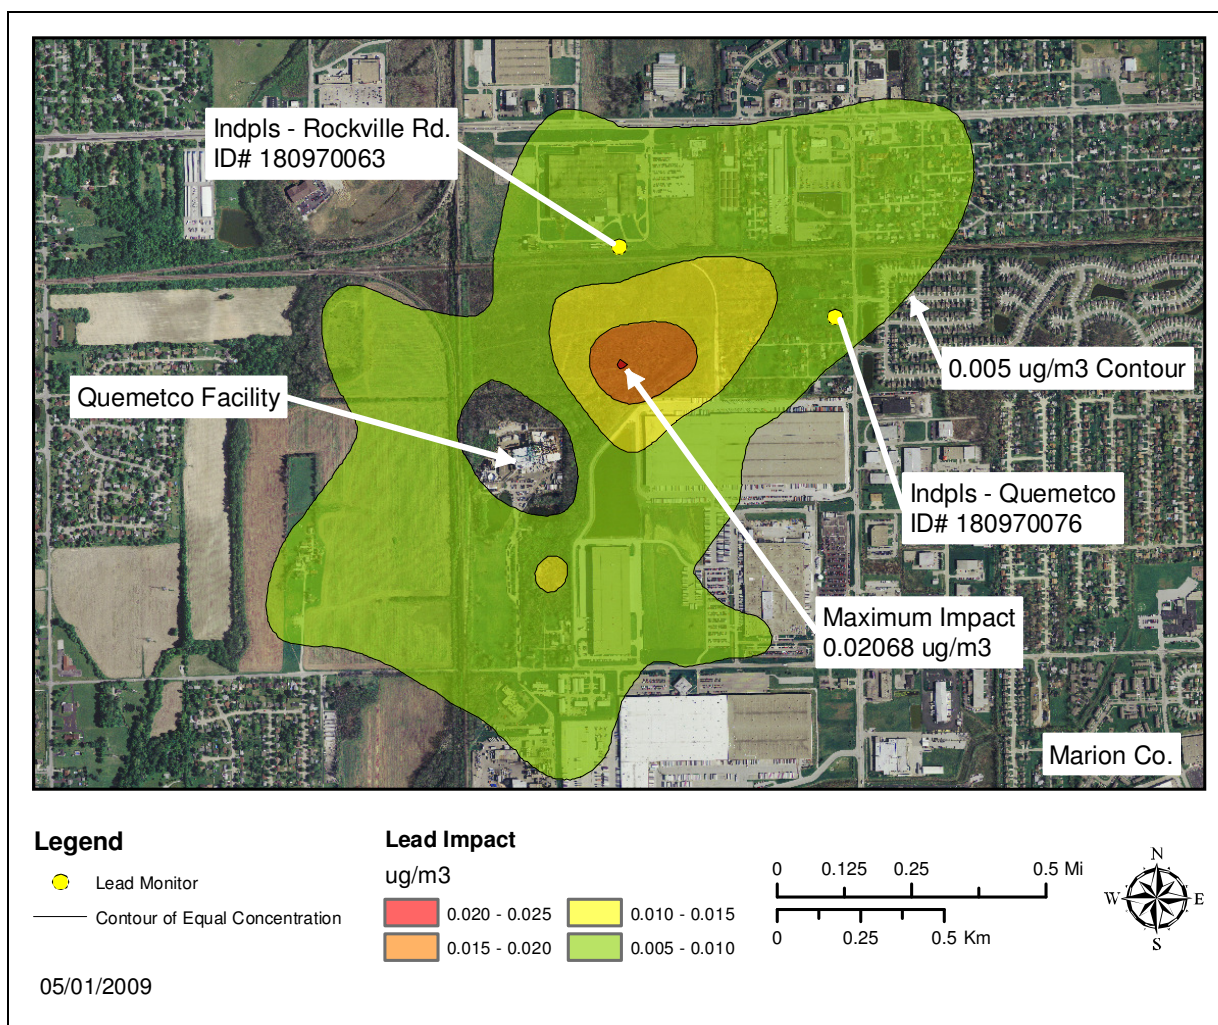 Indpls - Rockville Rd.
ID# 180970063
Quemetco Facility
0.005 ug/m3 Contour
Indpls - Quemetco
ID# 180970076
Maximum Impact
0.02068 ug/m3
Marion Co.
Legend
Lead Monitor
Contour of Equal Concentration
05/01/2009
Lead Impact
ug/m3
0.020 - 0.025
0.010 - 0.015
0.015 - 0.020
0.005 - 0.010
0 0.125 0.25 0.5 Mi
0 0.25 0.5 Km
N
W E
S